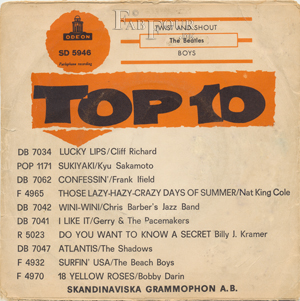 TWIST AND SHOUT
ODEON
The Beatles
SD 5946
BOYS
Parlophone recording
TOP 10
DB 7034 LUCKY LIPS/Cliff Richard
POP 1171 SUKIYAKI/Kyu Sakamoto
DB 7062 CONFESSIN'/Frank Ifield
F 4965 THOSE LAZY-HAZY-CRAZY DAYS OF SUMMER/Nat King Cole
DB 7042 WINI-WINI/Chris Barber's Jazz Band
DB 7041 I LIKE IT/Gerry & The Pacemakers
R 5023 DO YOU WANT TO KNOW A SECRET Billy J. Kramer
DB 7047 ATLANTIS/The Shadows
F 4932 SURFIN' USA/The Beach Boys
F 4970 18 YELLOW ROSES/Bobby Darin
SKANDINAVISKA GRAMMOPHON A.B.